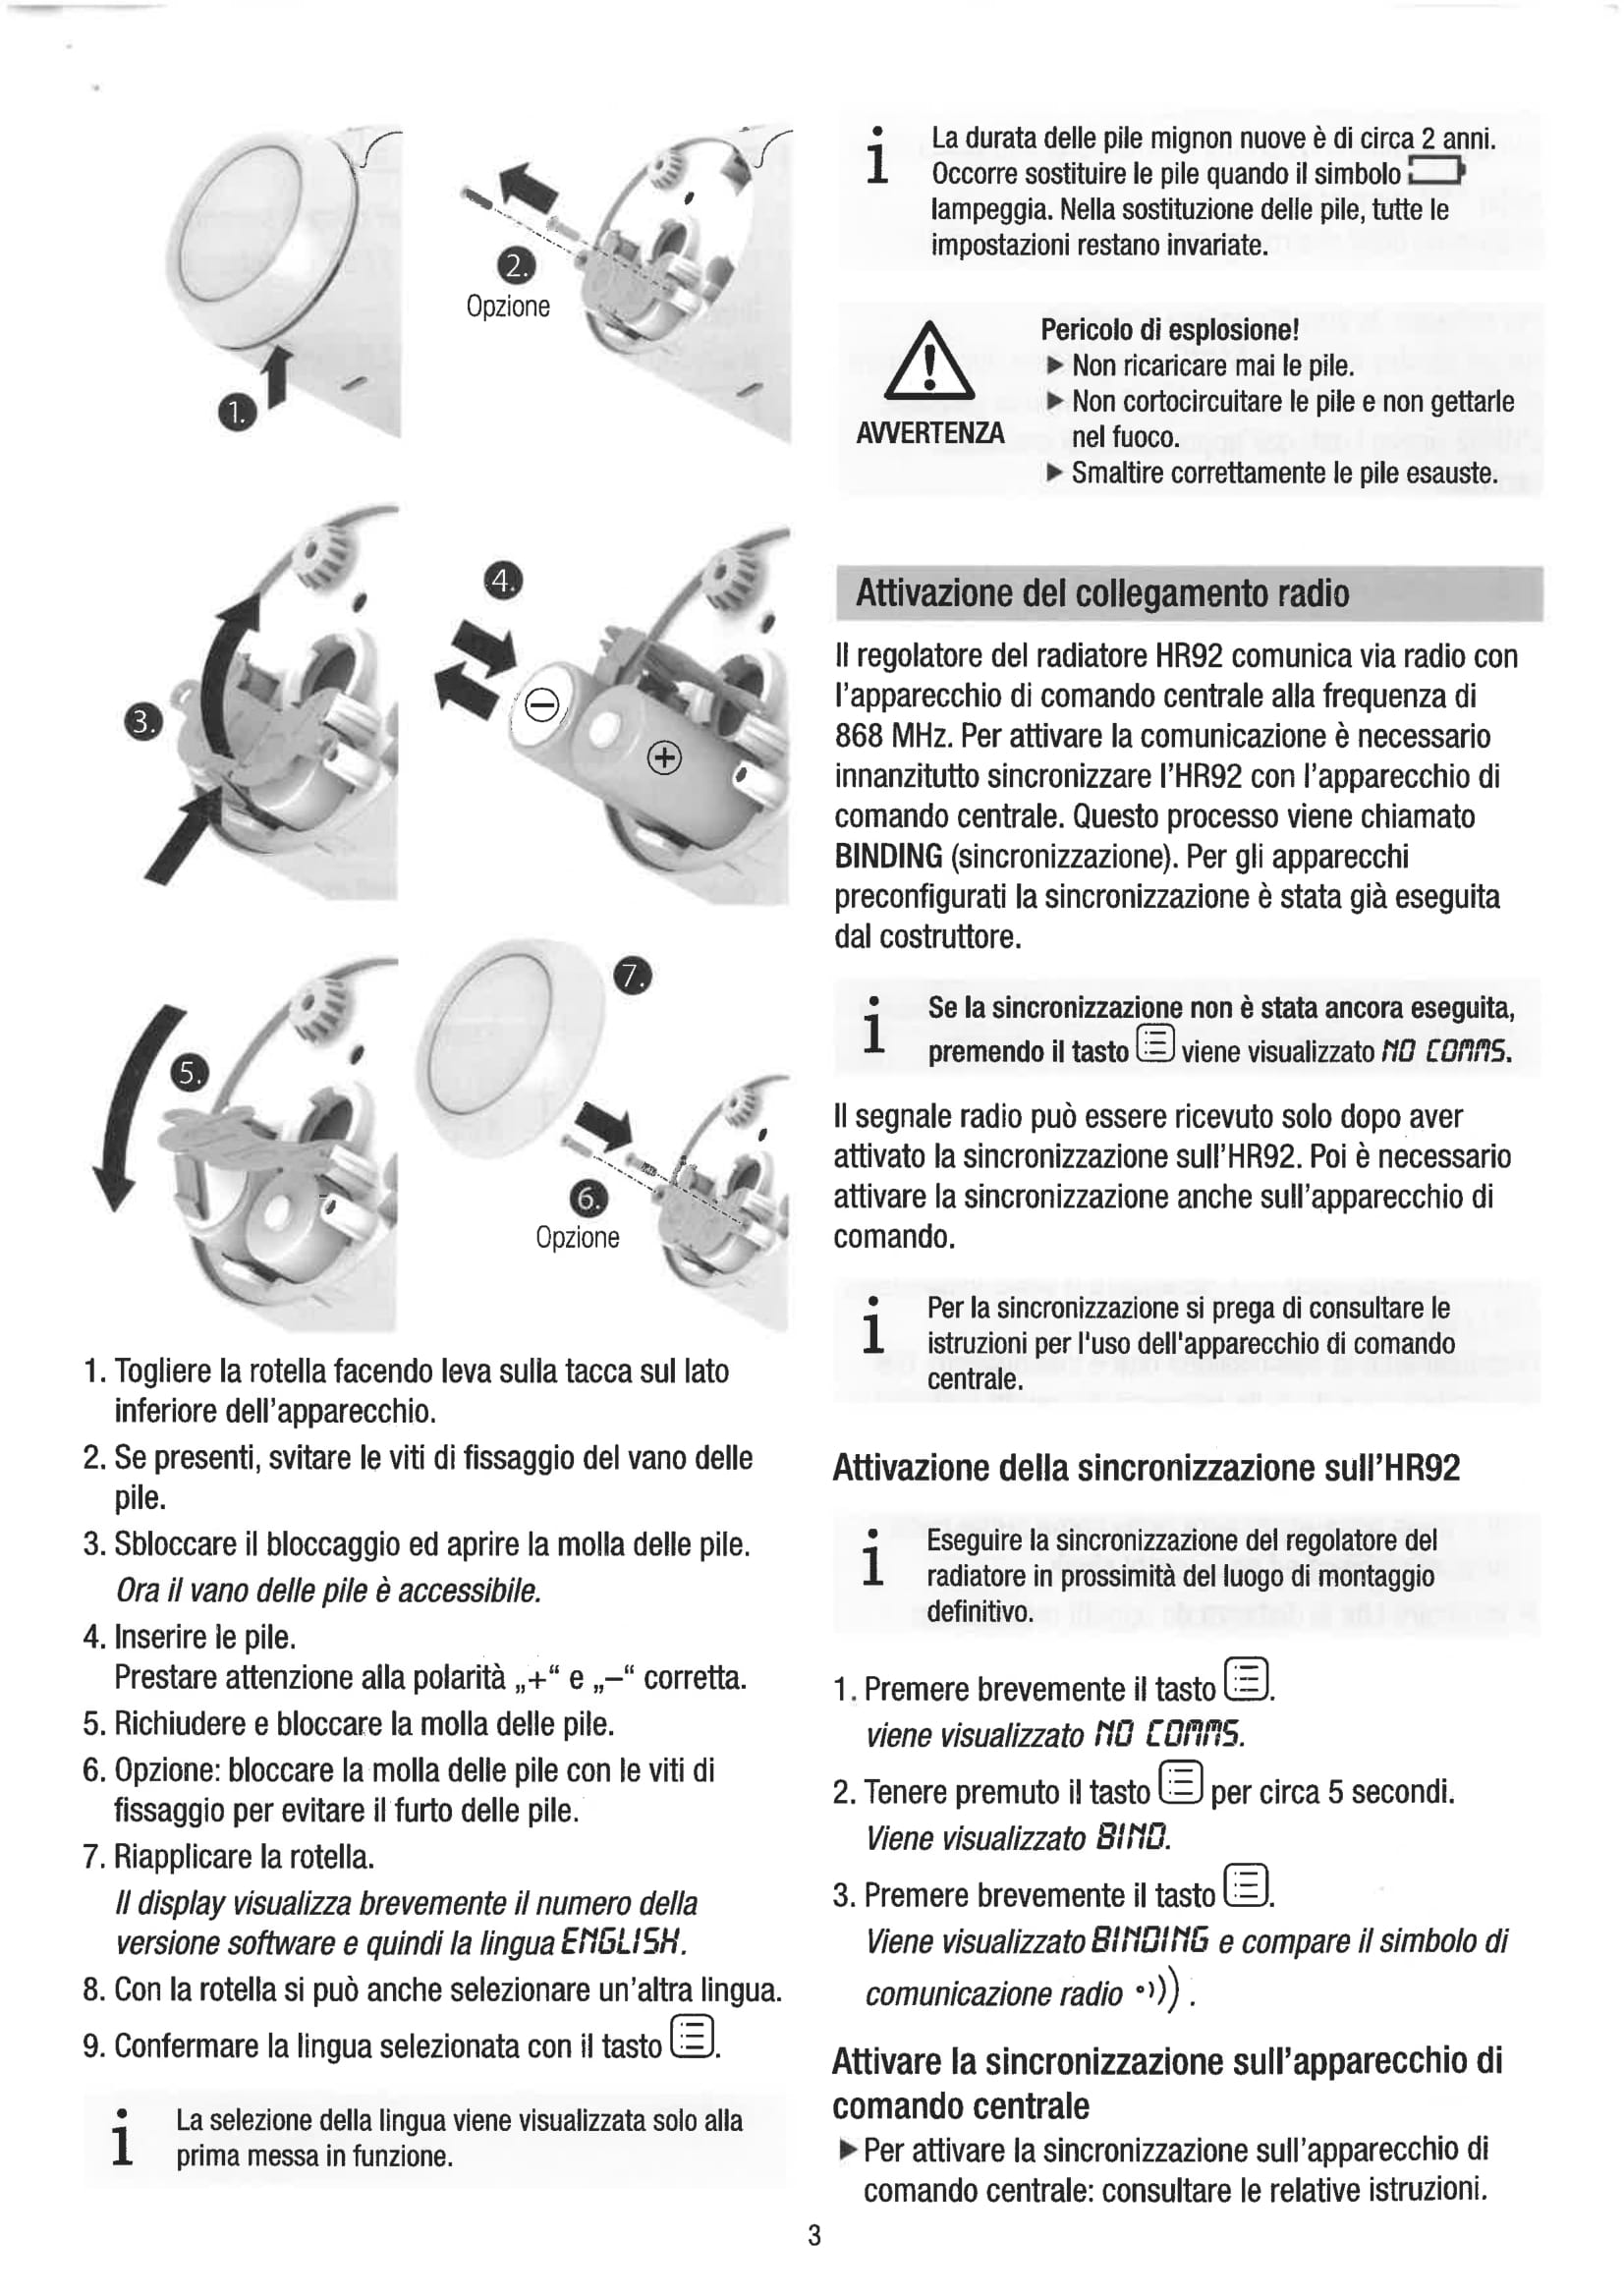 1.
2.
Opzione
3.
4.
−
+
5.
7.
6.
Opzione
1. Togliere la rotella facendo leva sulla tacca sul lato
inferiore dell'apparecchio.
2. Se presenti, svitare le viti di fissaggio del vano delle
pile.
3. Sbloccare il bloccaggio ed aprire la molla delle pile.
Ora il vano delle pile è accessibile.
4. Inserire le pile.
Prestare attenzione alla polarità „+“ e „–“ corretta.
5. Richiudere e bloccare la molla delle pile.
6. Opzione: bloccare la molla delle pile con le viti di
fissaggio per evitare il furto delle pile.
7. Riapplicare la rotella.
Il display visualizza brevemente il numero della
versione software e quindi la lingua ENGLISH.
8. Con la rotella si può anche selezionare un'altra lingua.
9. Confermare la lingua selezionata con il tasto .
i
La selezione della lingua viene visualizzata solo alla
prima messa in funzione.
i
La durata delle pile mignon nuove è di circa 2 anni.
Occorre sostituire le pile quando il simbolo
lampeggia. Nella sostituzione delle pile, tutte le
impostazioni restano invariate.
AVVERTENZA
Pericolo di esplosione!
► Non ricaricare mai le pile.
► Non cortocircuitare le pile e non gettarle
nel fuoco.
► Smaltire correttamente le pile esauste.
Attivazione del collegamento radio
Il regolatore del radiatore HR92 comunica via radio con
l'apparecchio di comando centrale alla frequenza di
868 MHz. Per attivare la comunicazione è necessario
innanzitutto sincronizzare l'HR92 con l'apparecchio di
comando centrale. Questo processo viene chiamato
BINDING (sincronizzazione). Per gli apparecchi
preconfigurati la sincronizzazione è stata già eseguita
dal costruttore.
i
Se la sincronizzazione non è stata ancora eseguita,
premendo il tasto viene visualizzato NO COMMS.
Il segnale radio può essere ricevuto solo dopo aver
attivato la sincronizzazione sull'HR92. Poi è necessario
attivare la sincronizzazione anche sull'apparecchio di
comando.
i
Per la sincronizzazione si prega di consultare le
istruzioni per l'uso dell'apparecchio di comando
centrale.
Attivazione della sincronizzazione sull'HR92
i
Eseguire la sincronizzazione del regolatore del
radiatore in prossimità del luogo di montaggio
definitivo.
1. Premere brevemente il tasto .
viene visualizzato NO COMMS.
2. Tenere premuto il tasto per circa 5 secondi.
Viene visualizzato BIND.
3. Premere brevemente il tasto .
Viene visualizzato BINDING e compare il simbolo di
comunicazione radio .
Attivare la sincronizzazione sull'apparecchio di
comando centrale
► Per attivare la sincronizzazione sull'apparecchio di
comando centrale: consultare le relative istruzioni.
3